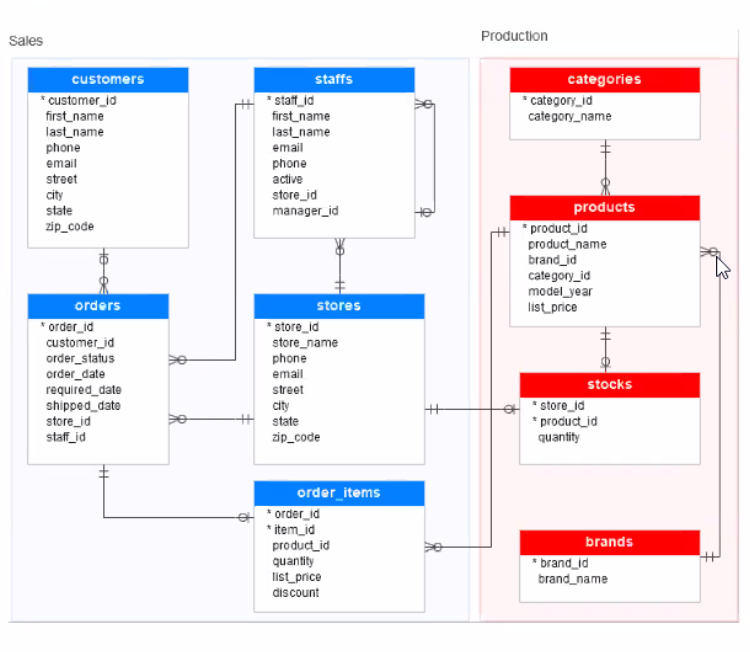 Sales
customers
* customer_id
first_name
last_name
phone
email
street
city
state
zip_code
staffs
* staff_id
first_name
last_name
email
phone
active
store_id
manager_id
orders
* order_id
customer_id
order_status
order_date
required_date
shipped_date
store_id
staff_id
stores
* store_id
store_name
phone
email
street
city
state
zip_code
order_items
* order_id
* item_id
product_id
quantity
list_price
discount
Production
categories
* category_id
category_name
products
* product_id
product_name
brand_id
category_id
model_year
list_price
stocks
* store_id
* product_id
quantity
brands
* brand_id
brand_name